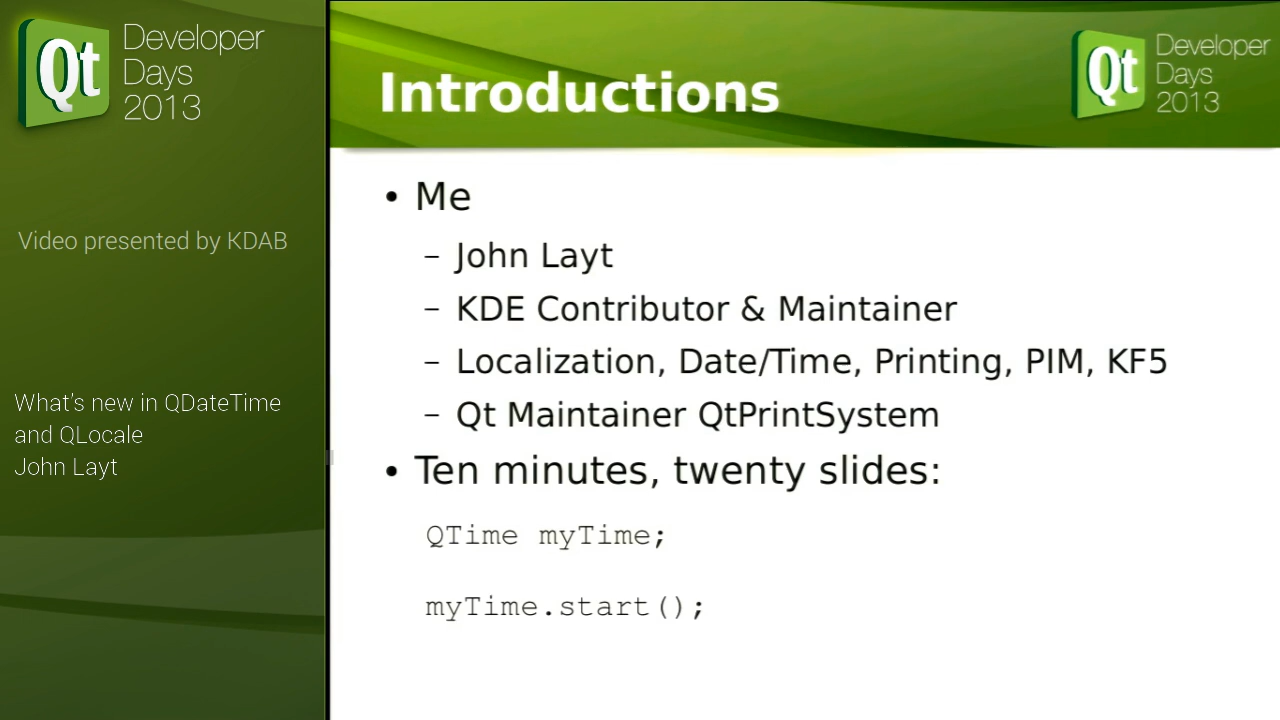 Qt Developer
Days
2013
Video presented by KDAB
What's new in QDateTime
and QLocale
John Layt
Introductions
Qt Developer
Days
2013
• Me
– John Layt
– KDE Contributor & Maintainer
– Localization, Date/Time, Printing, PIM, KF5
– Qt Maintainer QtPrintSystem
• Ten minutes, twenty slides:
QTime myTime;
myTime.start();